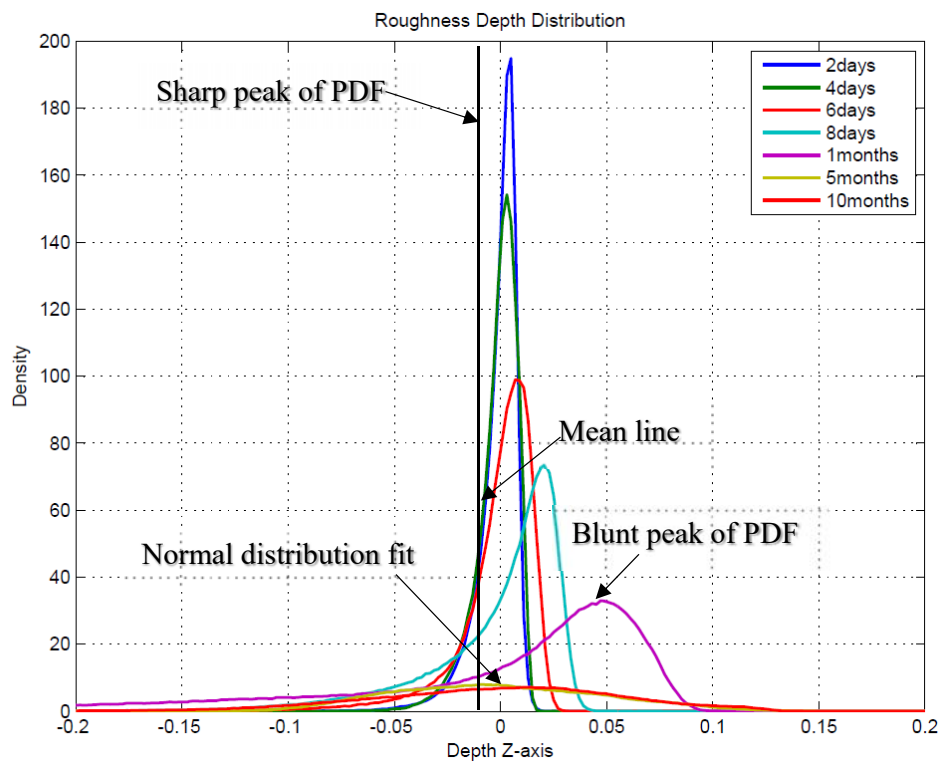 Roughness Depth Distribution
200
180
160
140
120
100
80
60
40
20
0
Density
Sharp peak of PDF
2days
4days
6days
8days
1months
5months
10months
Mean line
Blunt peak of PDF
Normal distribution fit
-0.2
-0.15
-0.1
-0.05
0
0.05
0.1
0.15
0.2
Depth Z-axis